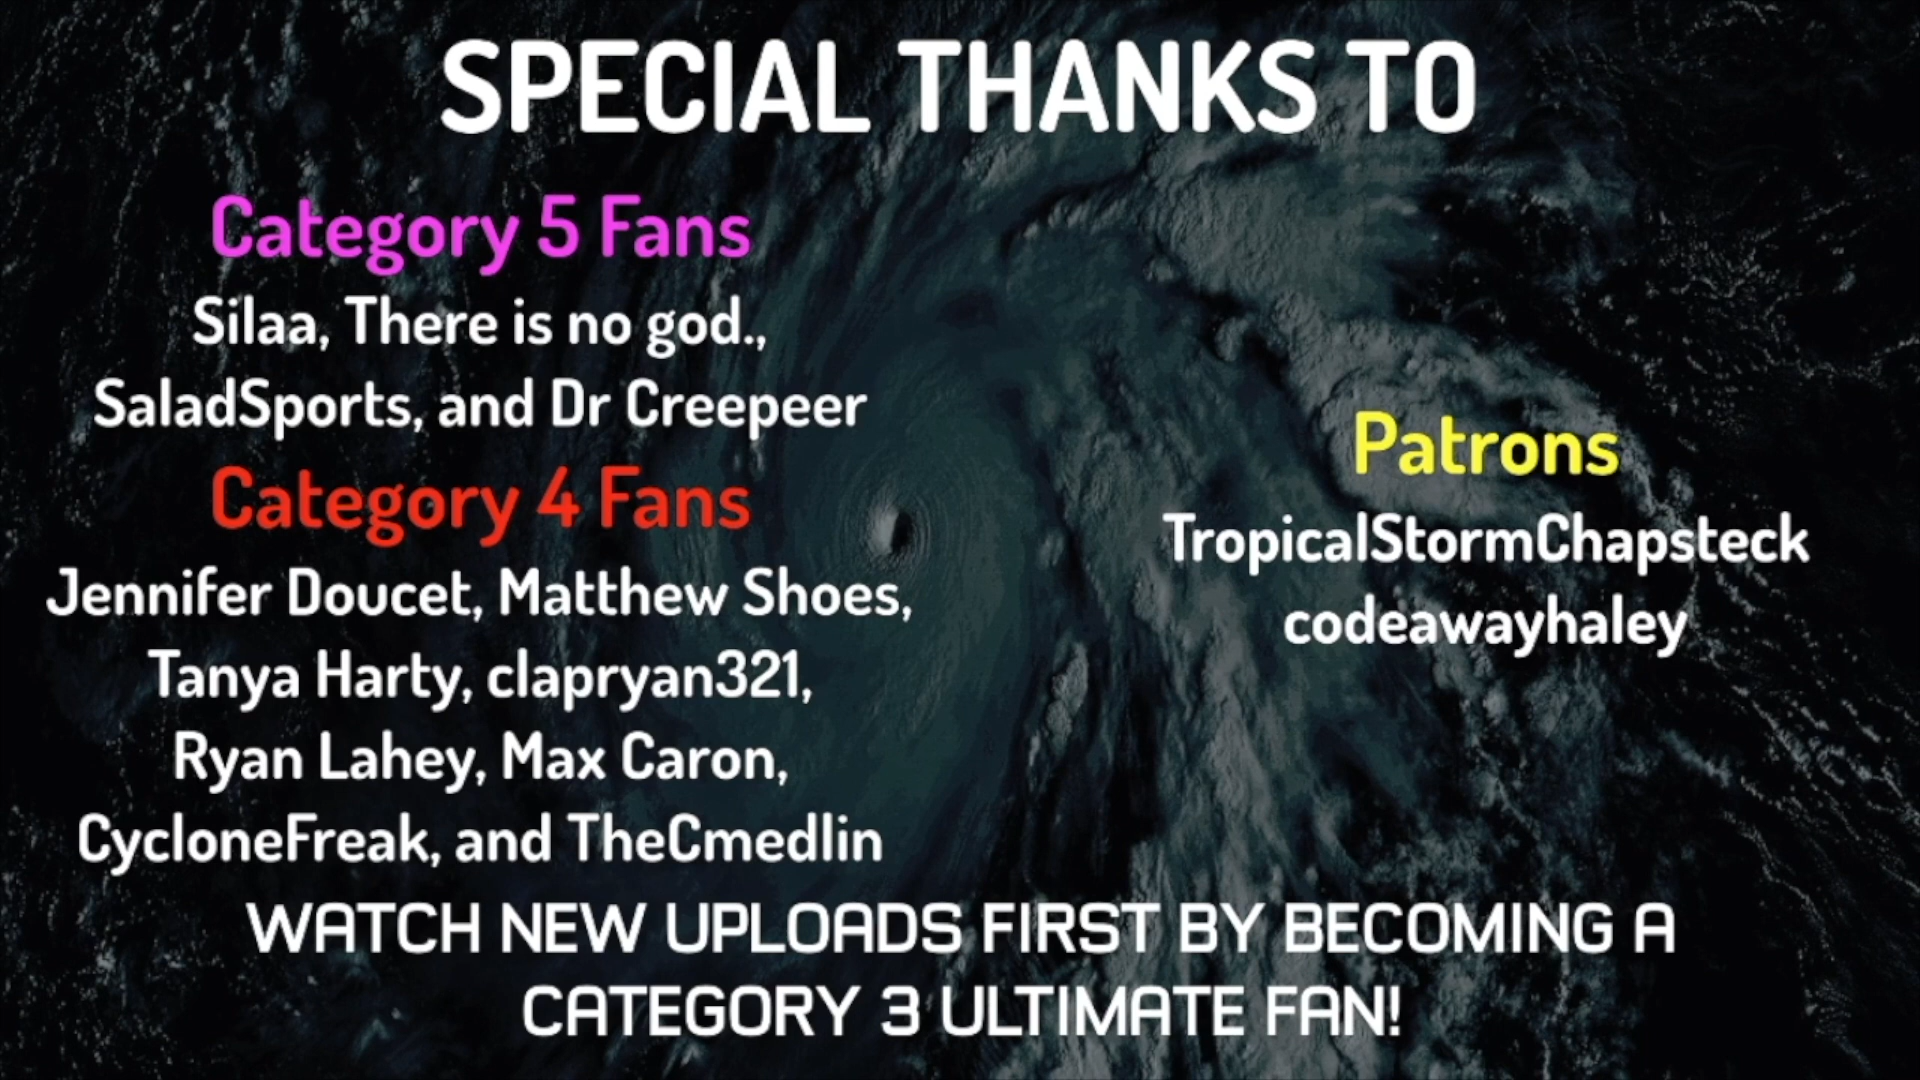 SPECIAL THANKS TO
Category 5 Fans
Silaa, There is no god.,
SaladSports, and Dr Creepeer
Category 4 Fans
Jennifer Doucet, Matthew Shoes,
Tanya Harty, clapryan321,
Ryan Lahey, Max Caron,
CycloneFreak, and TheCmedlin
Patrons
TropicalStormChapsteck
codeawayhaley
WATCH NEW UPLOADS FIRST BY BECOMING A
CATEGORY 3 ULTIMATE FAN!